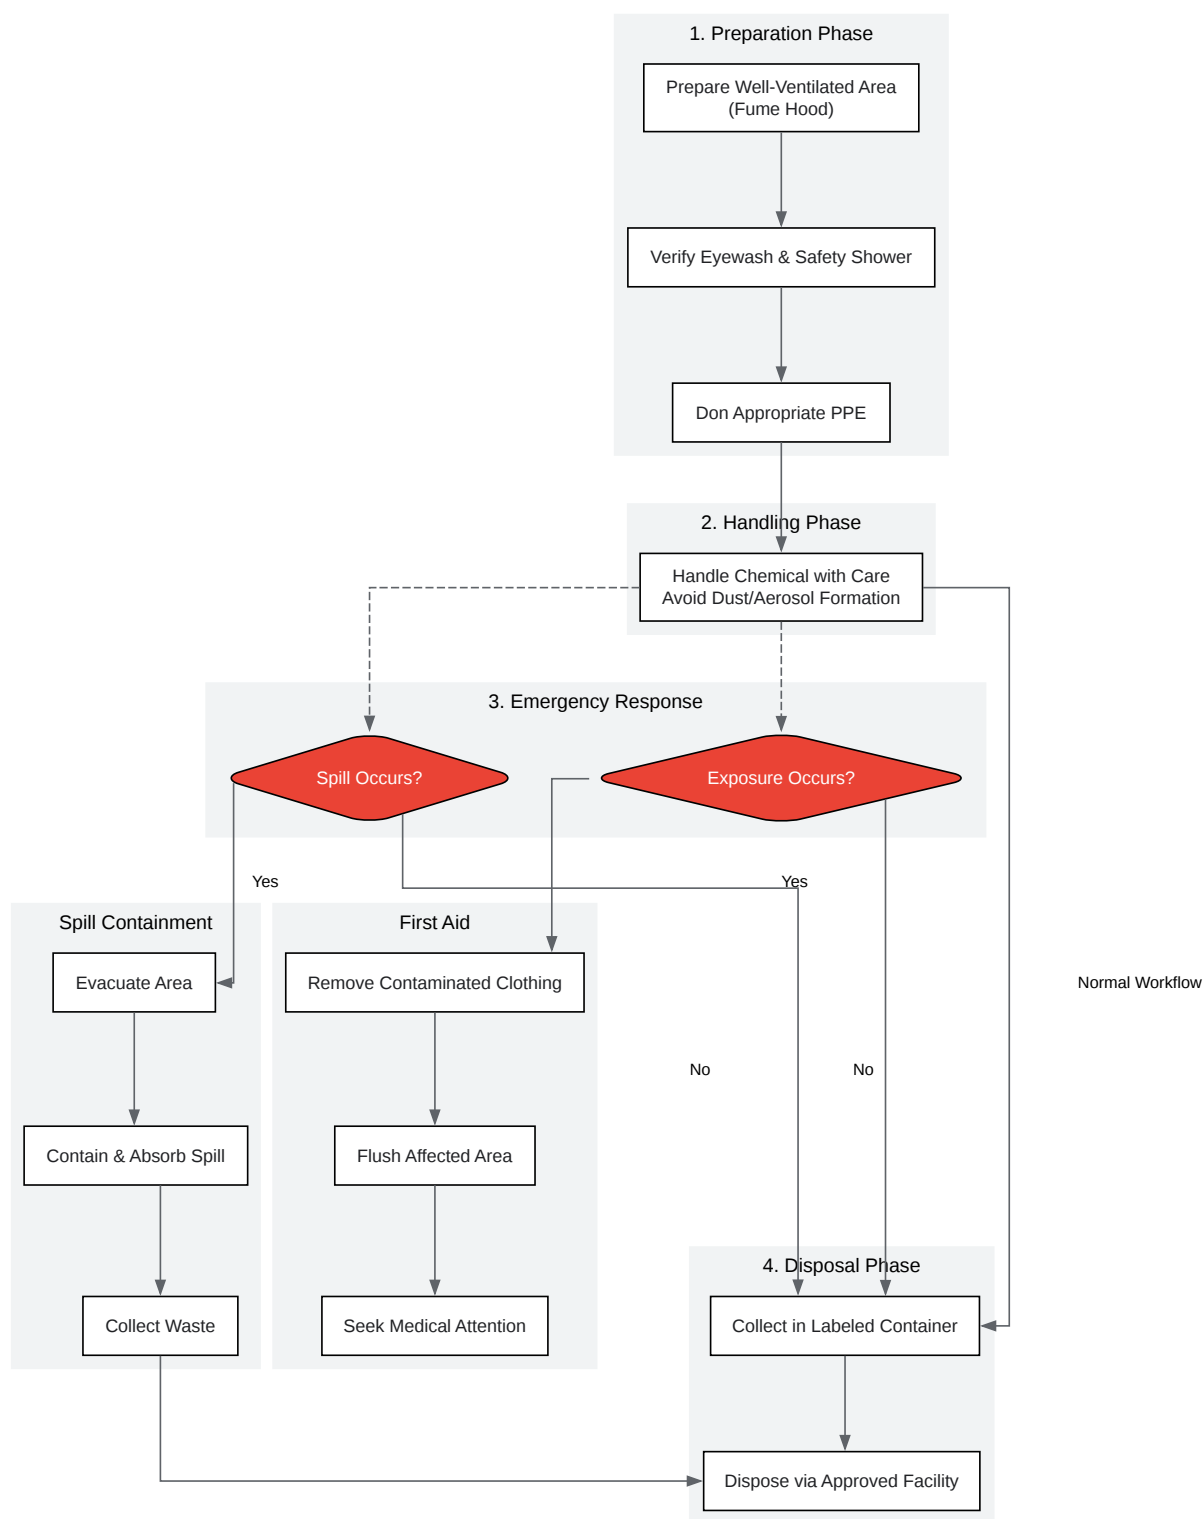 1. Preparation Phase
Prepare Well-Ventilated Area
(Fume Hood)
Verify Eyewash & Safety Shower
Don Appropriate PPE
2. Handling Phase
Handle Chemical with Care
Avoid Dust/Aerosol Formation
3. Emergency Response
Spill Occurs?
Exposure Occurs?
Yes
Yes
Spill Containment
First Aid
Evacuate Area
Remove Contaminated Clothing
Normal Workflow
No
No
Contain & Absorb Spill
Flush Affected Area
4. Disposal Phase
Collect Waste
Seek Medical Attention
Collect in Labeled Container
Dispose via Approved Facility